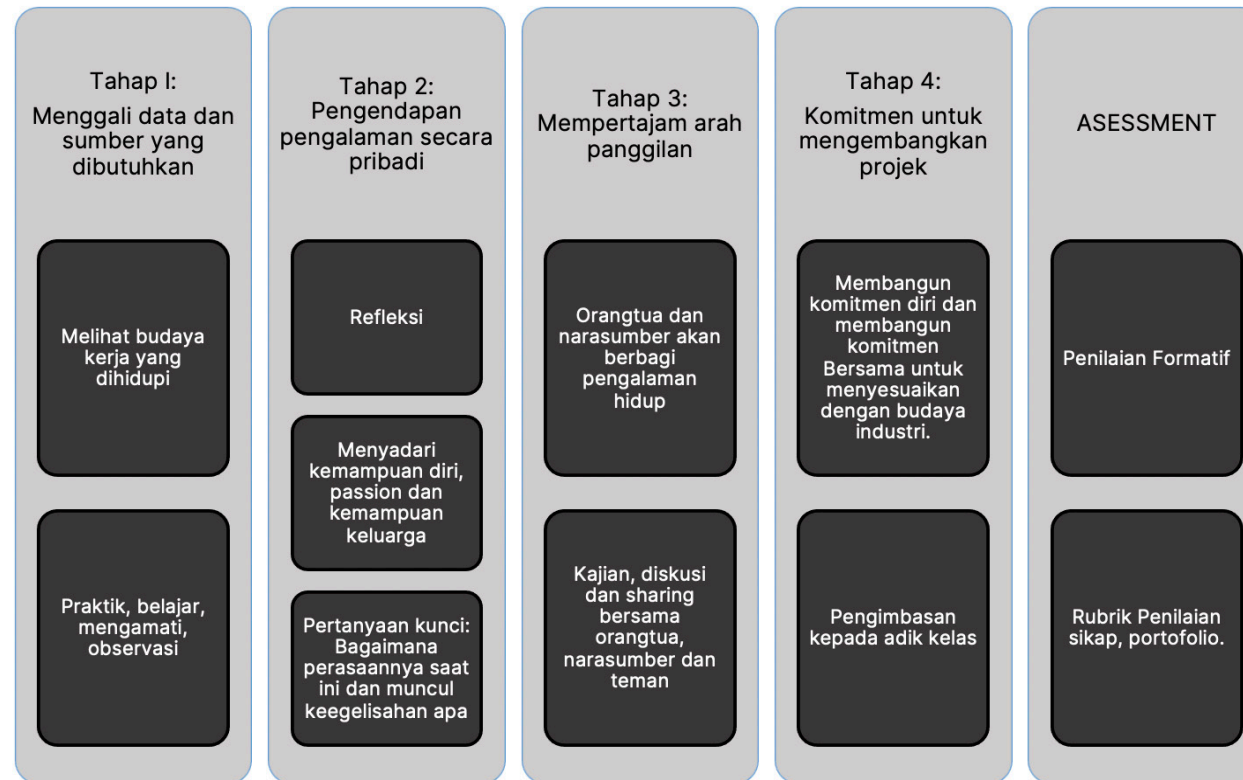 Tahap I:
Menggali data dan
sumber yang
dibutuhkan
Melihat budaya
kerja yang
dihidupi
Praktik, belajar,
mengamati,
observasi
Tahap 2:
Pengendapan
pengalaman secara
pribadi
Refleksi
Menyadari
kemampuan diri,
passion dan
kemampuan
keluarga
Pertanyaan kunci:
Bagaimana
perasaannya saat
ini dan muncul
keegelisahan apa
Tahap 3:
Mempertajam arah
panggilan
Orangtua dan
narasumber akan
berbagi
pengalaman
hidup
Kajian, diskusi
dan sharing
bersama
orangtua,
narasumber dan
teman
Tahap 4:
Komitmen untuk
mengembangkan
projek
Membangun
komitmen diri dan
membangun
komitmen
Bersama untuk
menyesuaikan
dengan budaya
industri.
Pengimbasan
kepada adik kelas
ASESSMENT
Penilaian Formatif
Rubrik Penilaian
sikap, portofolio.